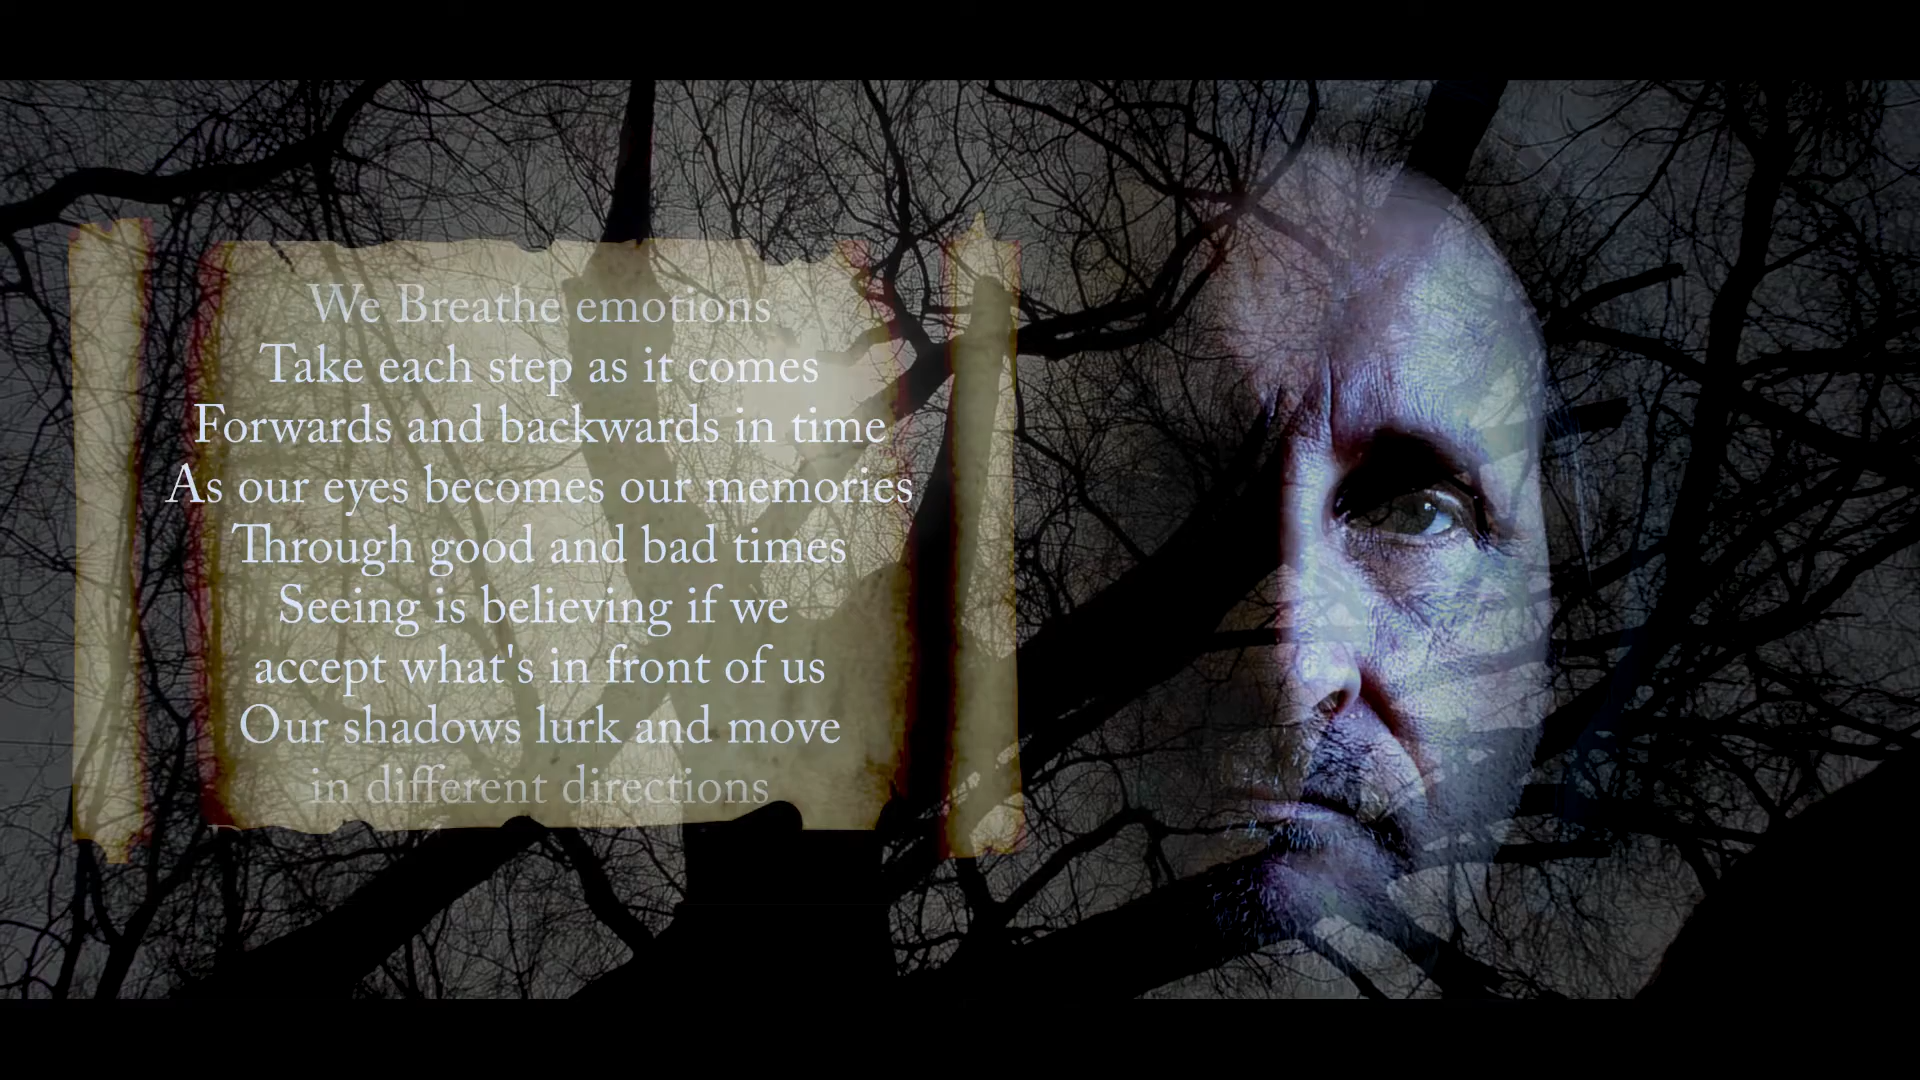 We Breathe emotions
Take each step as it comes
Forwards and backwards in time
As our eyes becomes our memories
Through good and bad times
Seeing is believing if we
accept what's in front of us
Our shadows lurk and move
in different directions